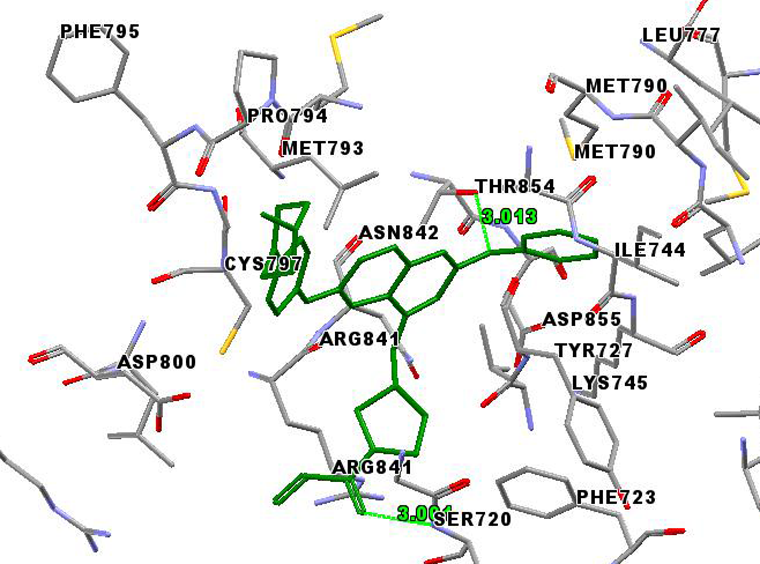 PHE795
LEU777
MET790
PRO794
MET793
MET790
THR854
3.013
ASN842
ILE744
CYS797
ASP855
ARG841
TYR727
ASP800
LYS745
ARG841
PHE723
SER720